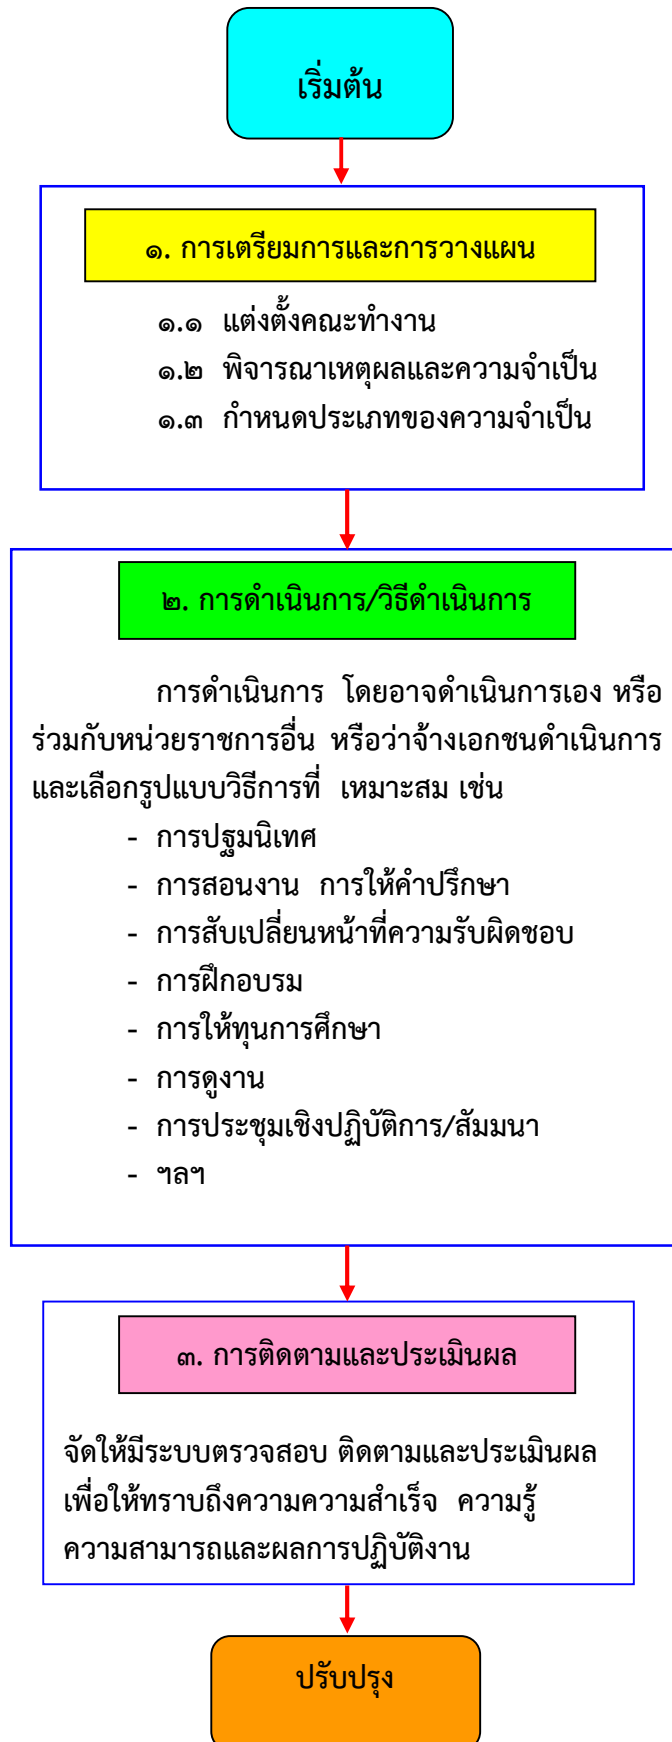 เริ่มต้น
๑. การเตรียมการและการวางแผน
๑.๑ แต่งตั้งคณะทำงาน
๑.๒ พิจารณาเหตุผลและความจำเป็น
๑.๓ กำหนดประเภทของความจำเป็น
๒. การดำเนินการ/วิธีดำเนินการ
การดำเนินการ โดยอาจดำเนินการเอง หรือ
ร่วมกับหน่วยราชการอื่น หรือว่าจ้างเอกชนดำเนินการ
และเลือกรูปแบบวิธีการที่ เหมาะสม เช่น
- การปฐมนิเทศ
- การสอนงาน การให้คำปรึกษา
- การสับเปลี่ยนหน้าที่ความรับผิดชอบ
- การฝึกอบรม
- การให้ทุนการศึกษา
- การดูงาน
- การประชุมเชิงปฏิบัติการ/สัมมนา
- ฯลฯ
๓. การติดตามและประเมินผล
จัดให้มีระบบตรวจสอบ ติดตามและประเมินผล
เพื่อให้ทราบถึงความความสำเร็จ ความรู้
ความสามารถและผลการปฏิบัติงาน
ปรับปรุง